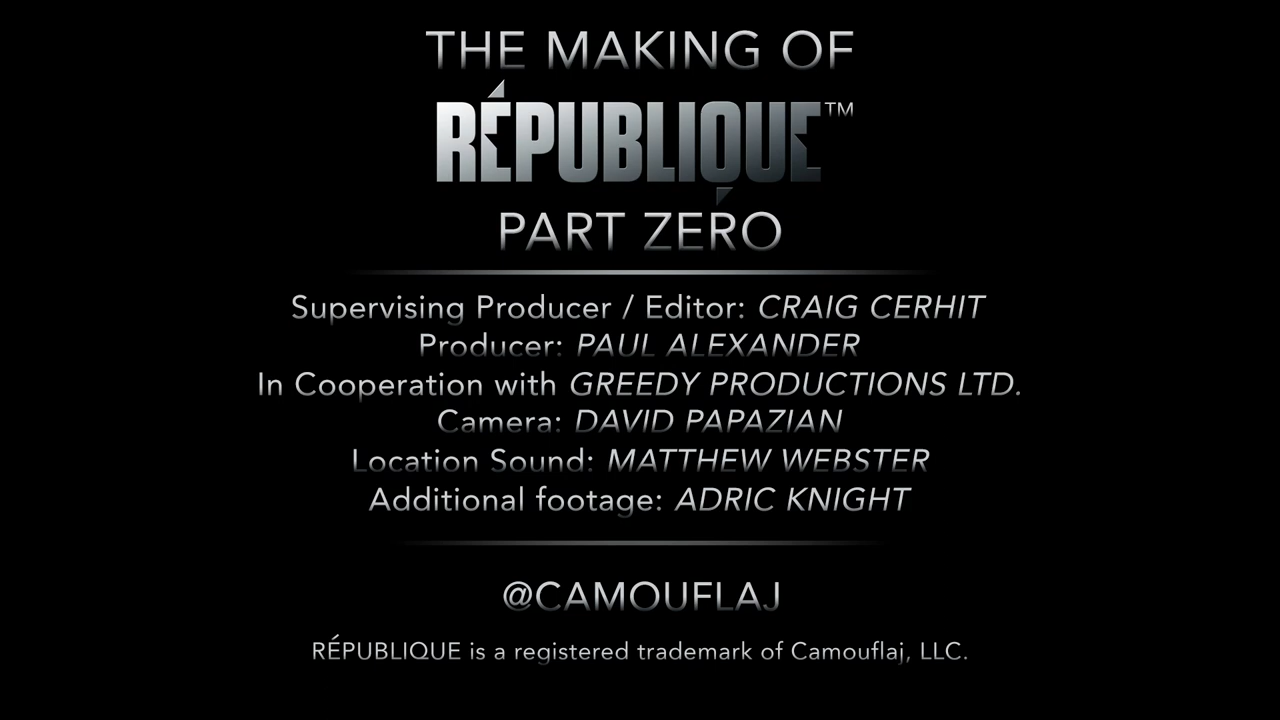 THE MAKING OF
RÉPUBLIQUE™
PART ZERO
Supervising Producer / Editor: CRAIG CERHIT
Producer: PAUL ALEXANDER
In Cooperation with GREEDY PRODUCTIONS LTD.
Camera: DAVID PAPAZIAN
Location Sound: MATTHEW WEBSTER
Additional footage: ADRIC KNIGHT
@CAMOUFLAJ
RÉPUBLIQUE is a registered trademark of Camouflaj, LLC.